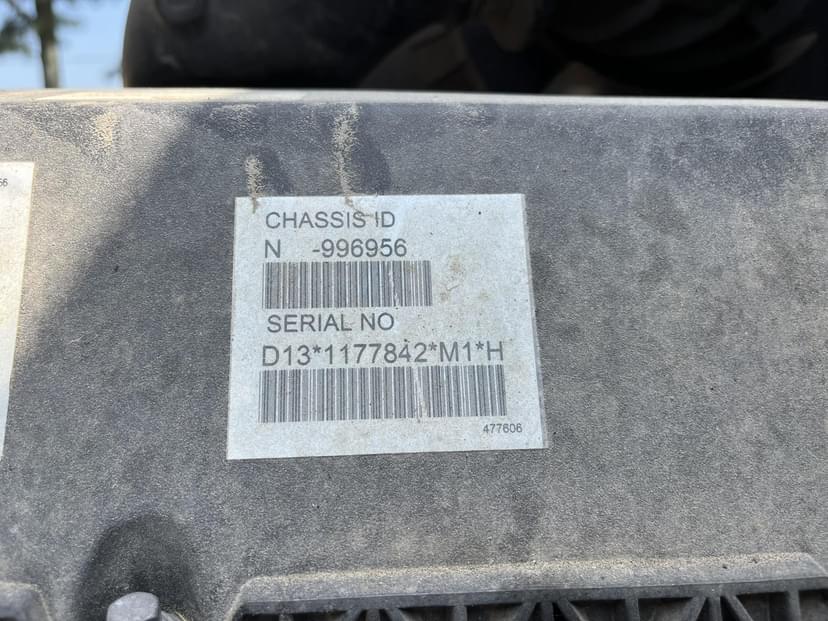 CHASSIS ID
N -996956
SERIAL NO
D13*1177842*M1*H
477606